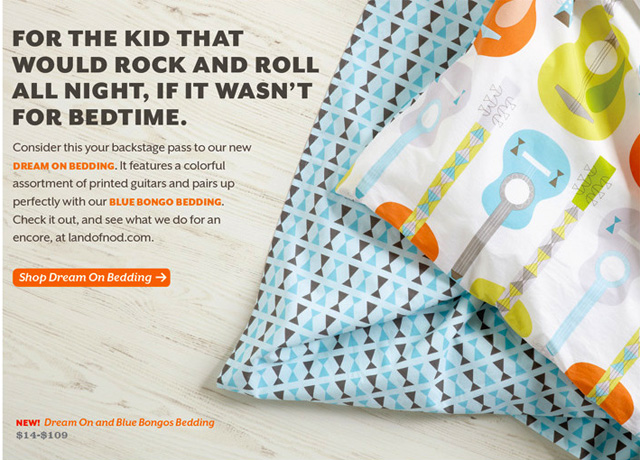 FOR THE KID THAT
WOULD ROCK AND ROLL
ALL NIGHT, IF IT WASN'T
FOR BEDTIME.
Consider this your backstage pass to our new
DREAM ON BEDDING. It features a colorful
assortment of printed guitars and pairs up
perfectly with our BLUE BONGO BEDDING.
Check it out, and see what we do for an
encore, at landofnod.com.
Shop Dream On Bedding →
NEW! Dream On and Blue Bongos Bedding
$14-$109